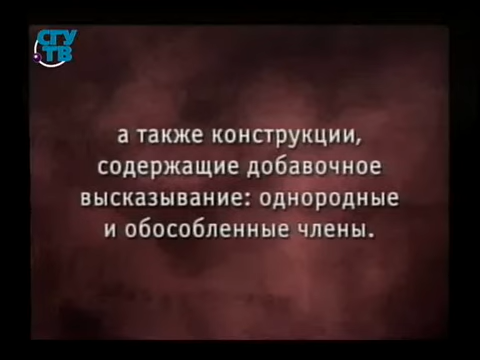 СГУ
ТВ
а также конструкции,
содержащие добавочное
высказывание: однородные
и обособленные члены.